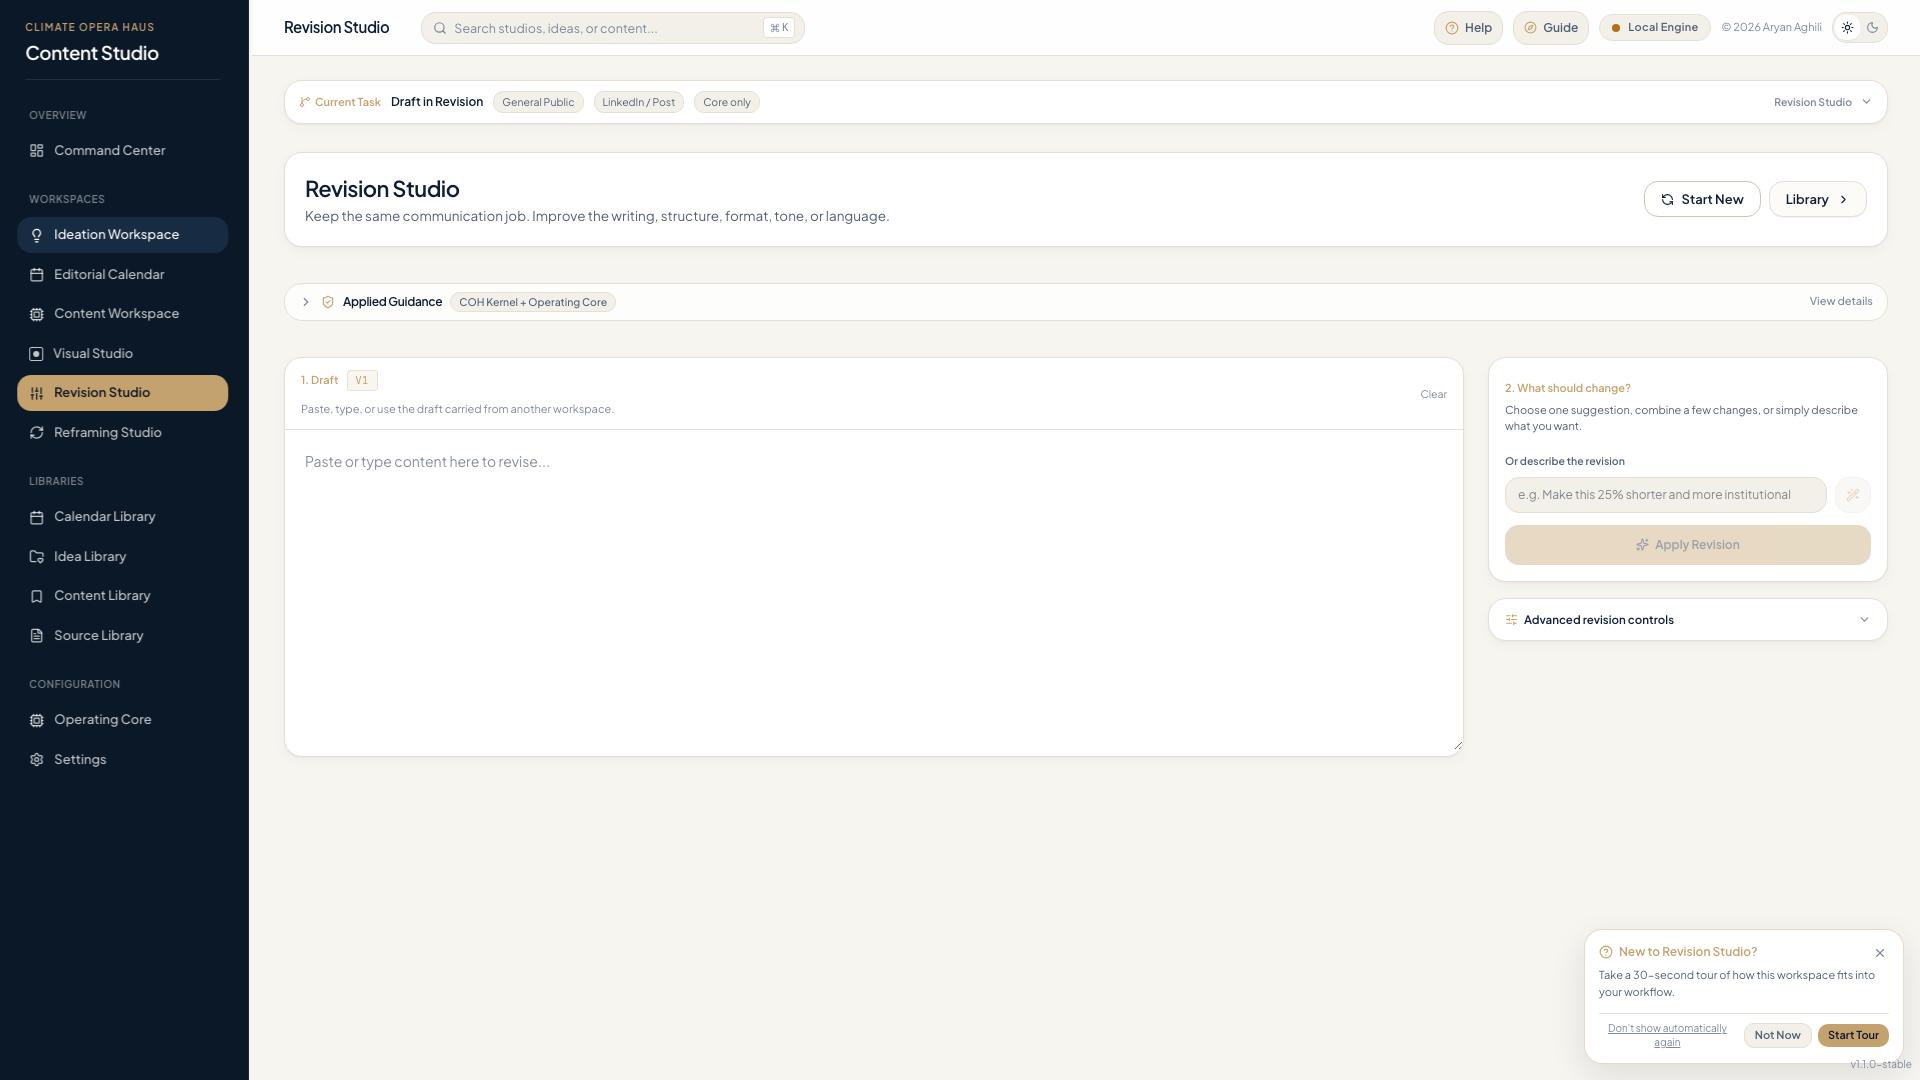 CLIMATE OPERA HAUS
Content Studio
OVERVIEW
Command Center
WORKSPACES
Ideation Workspace
Editorial Calendar
Content Workspace
Visual Studio
Revision Studio
Reframing Studio
LIBRARIES
Calendar Library
Idea Library
Content Library
Source Library
CONFIGURATION
Operating Core
Settings
Revision Studio
Search studios, ideas, or content...
⌘ K
Help
Guide
Local Engine
© 2026 Aryan Aghili
Current Task
Draft in Revision
General Public
LinkedIn / Post
Core only
Revision Studio
Revision Studio
Keep the same communication job. Improve the writing, structure, format, tone, or language.
Start New
Library
Applied Guidance
COH Kernel + Operating Core
View details
1. Draft
V1
Paste, type, or use the draft carried from another workspace.
Clear
Paste or type content here to revise...
2. What should change?
Choose one suggestion, combine a few changes, or simply describe
what you want.
Or describe the revision
e.g. Make this 25% shorter and more institutional
Apply Revision
Advanced revision controls
New to Revision Studio?
Take a 30-second tour of how this workspace fits into
your workflow.
Don't show automatically
again
Not Now
Start Tour
v1.1.0-stable